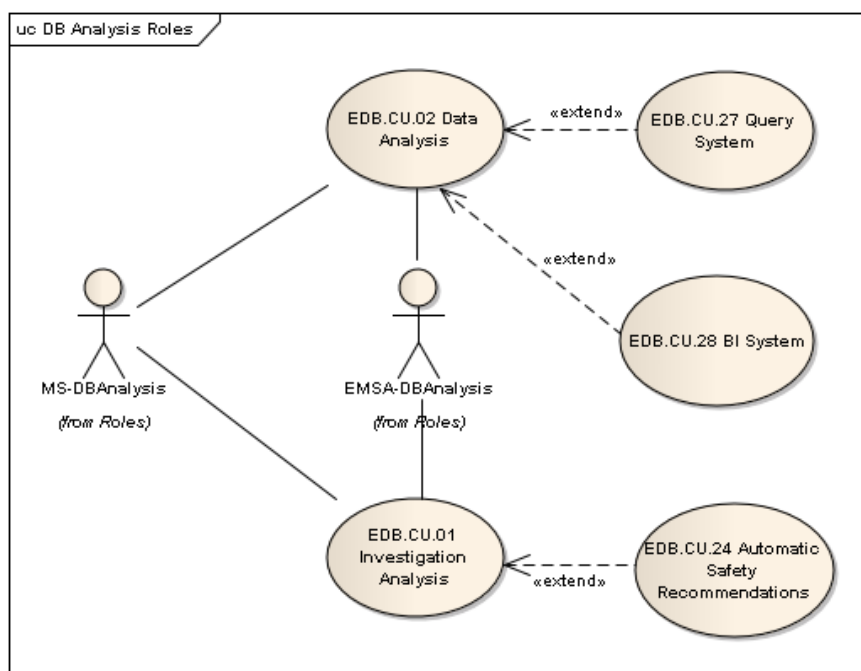 uc DB Analysis Roles
EDB.CU.02 Data
Analysis
«extend»
EDB.CU.27 Query
System
«extend»
EDB.CU.28 BI System
MS-DBAnalysis
(from Roles)
EMSA-DBAnalysis
(from Roles)
EDB.CU.01
Investigation
Analysis
«extend»
EDB.CU.24 Automatic
Safety
Recommendations